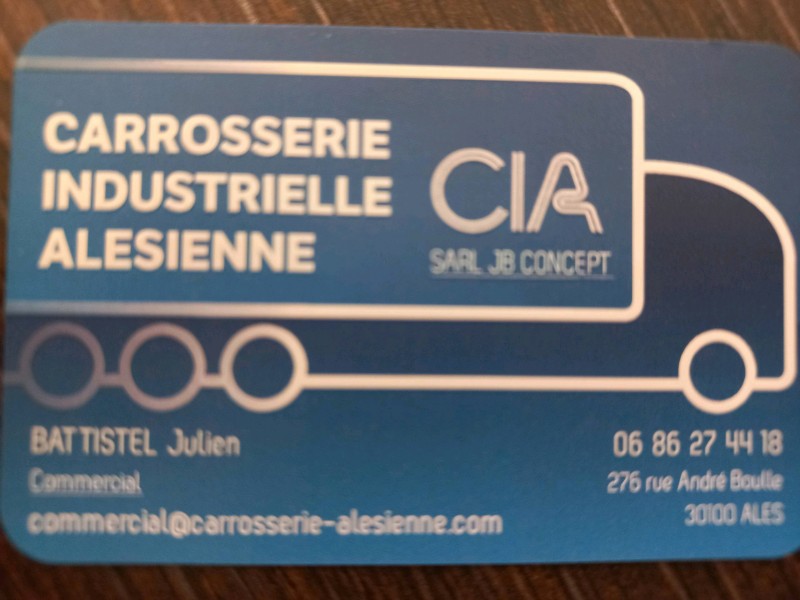 CARROSSERIE
INDUSTRIELLE
ALESIENNE
CIA
SARL JB CONCEPT
BATTISTEL Julien
Commercial
commercial@carrosserie-alesienne.com
06 86 27 44 18
276 rue André Boulle
30100 ALES